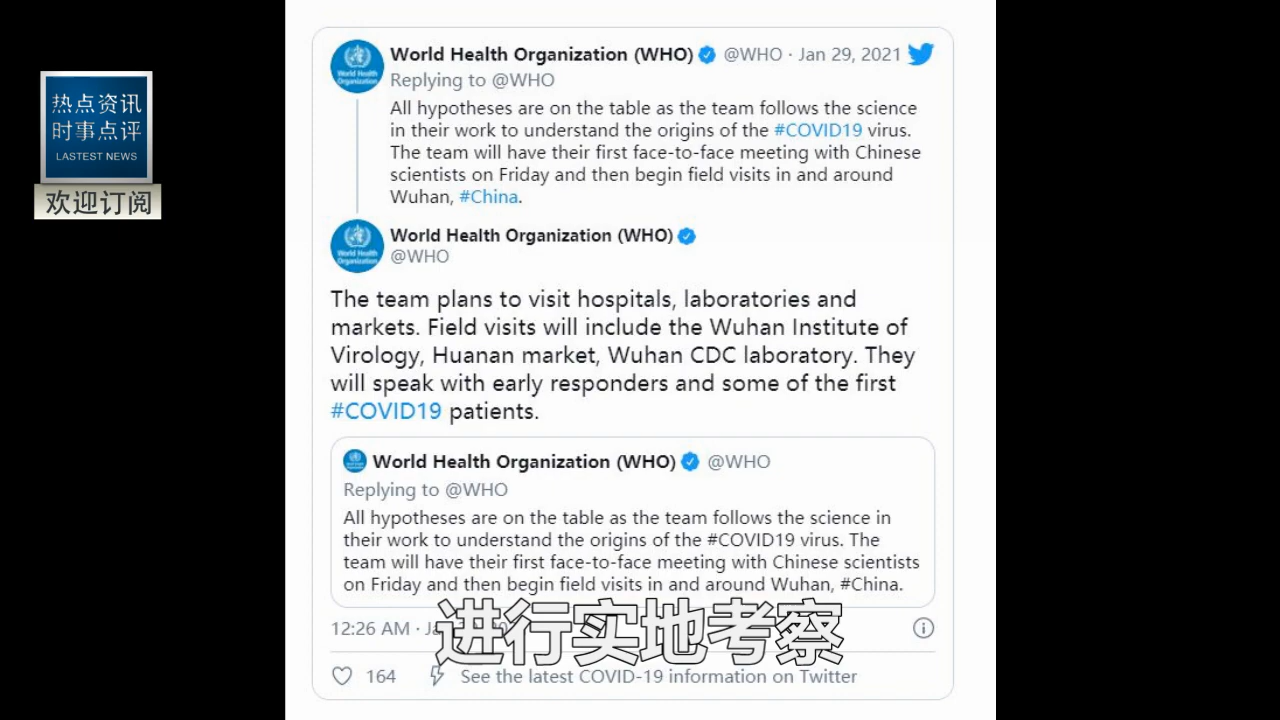 热点资讯
时事点评
LASTEST NEWS
欢迎订阅
World Health Organization (WHO) @WHO · Jan 29, 2021
Replying to @WHO
All hypotheses are on the table as the team follows the science
in their work to understand the origins of the #COVID19 virus.
The team will have their first face-to-face meeting with Chinese
scientists on Friday and then begin field visits in and around
Wuhan, #China.
World Health Organization (WHO)
@WHO
The team plans to visit hospitals, laboratories and
markets. Field visits will include the Wuhan Institute of
Virology, Huanan market, Wuhan CDC laboratory. They
will speak with early responders and some of the first
#COVID19 patients.
World Health Organization (WHO) @WHO
Replying to @WHO
All hypotheses are on the table as the team follows the science in
their work to understand the origins of the #COVID19 virus. The
team will have their first face-to-face meeting with Chinese scientists
on Friday and then begin field visits in and around Wuhan, #China.
12:26 AM ·
进行实地考察
164
See the latest COVID-19 information on Twitter